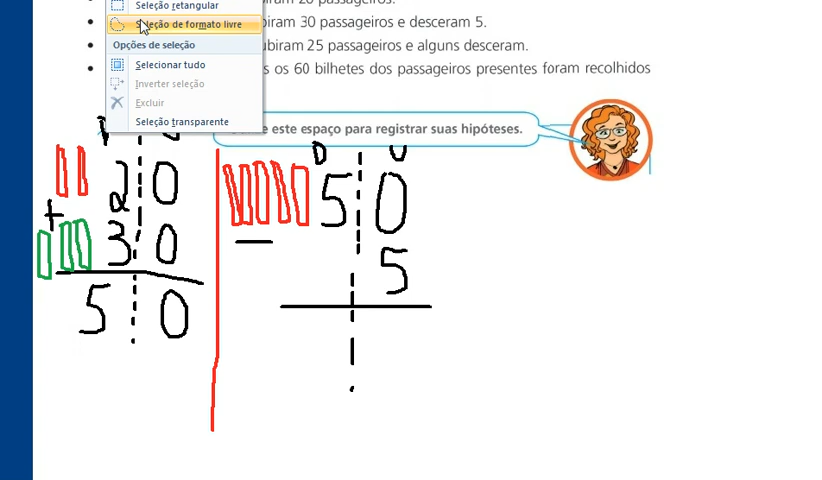 Seleção retangular
Seleção de formato livre
Opções de seleção
Selecionar tudo
Inverter seleção
Excluir
Seleção transparente
20 passageiros.
biram 30 passageiros e desceram 5.
ubiram 25 passageiros e alguns desceram.
s os 60 bilhetes dos passageiros presentes foram recolhidos
e este espaço para registrar suas hipóteses.
20
+ 30
50
D U
50
- 5